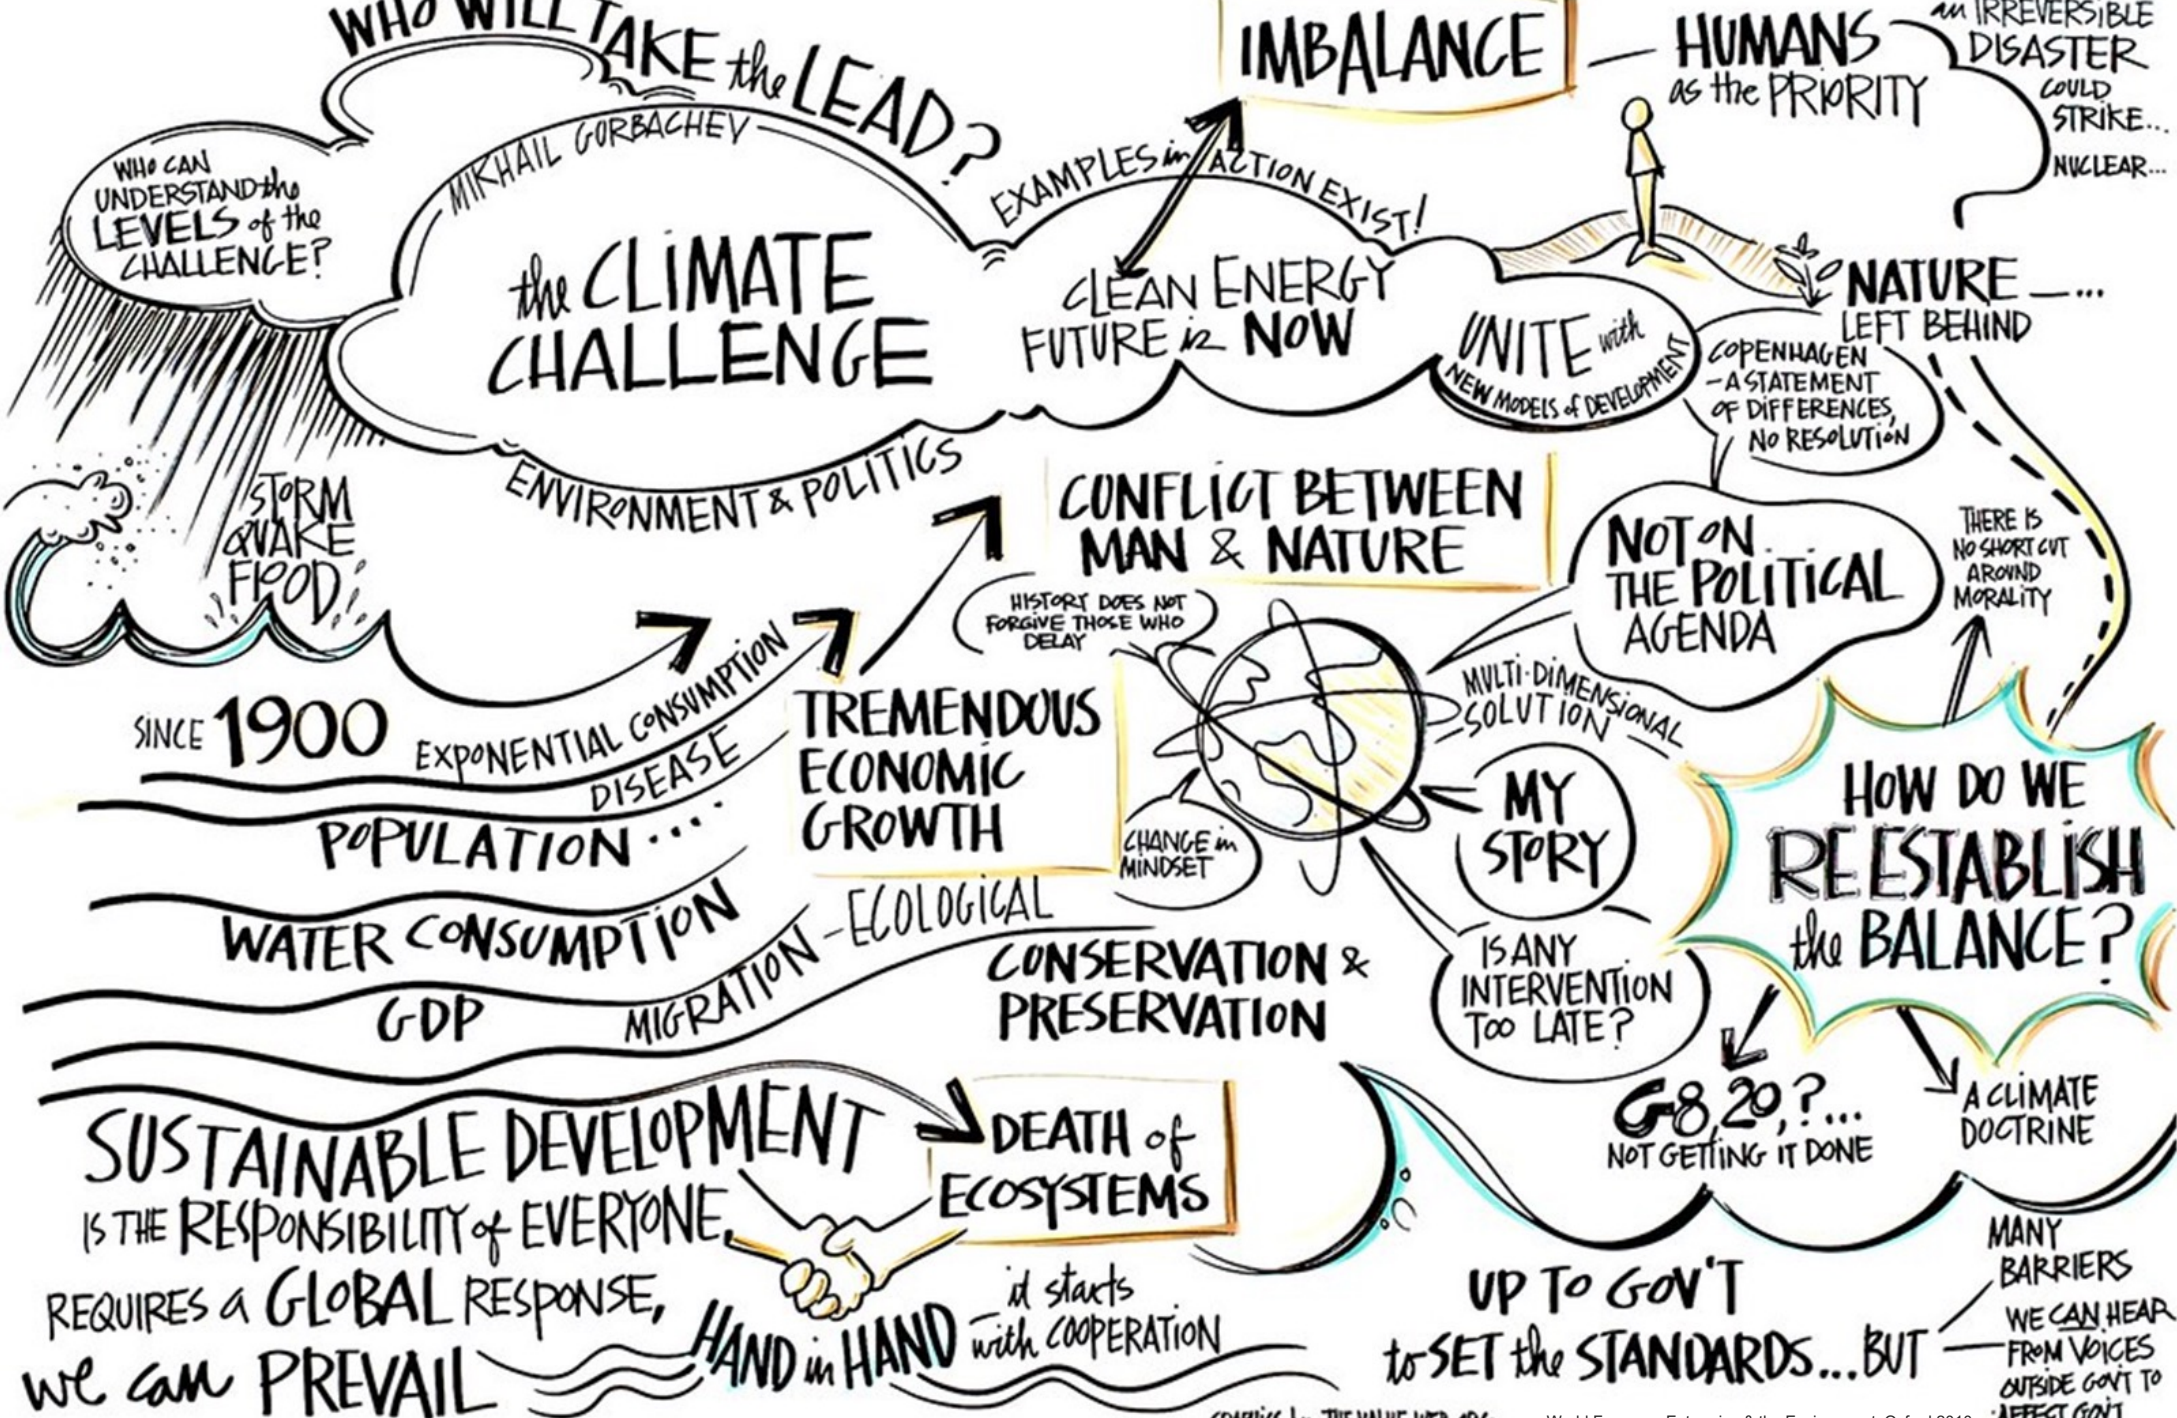 WHO WILL TAKE the LEAD?
MIKHAIL GORBACHEV
WHO CAN
UNDERSTAND the
LEVELS of the
CHALLENGE?
the CLIMATE
CHALLENGE
ENVIRONMENT & POLITICS
EXAMPLES in ACTION EXIST!
CLEAN ENERGY
FUTURE is NOW
UNITE with
NEW MODELS of DEVELOPMENT
IMBALANCE
HUMANS
as the PRIORITY
an IRREVERSIBLE
DISASTER
COULD
STRIKE...
NUCLEAR...
NATURE ...
LEFT BEHIND
COPENHAGEN
- A STATEMENT
OF DIFFERENCES,
NO RESOLUTION
NOT ON
THE POLITICAL
AGENDA
THERE IS
NO SHORT CUT
AROUND
MORALITY
STORM
QUAKE
FLOOD!
CONFLICT BETWEEN
MAN & NATURE
HISTORY DOES NOT
FORGIVE THOSE WHO
DELAY
SINCE 1900
EXPONENTIAL CONSUMPTION
DISEASE
POPULATION ....
WATER CONSUMPTION
GDP
MIGRATION - ECOLOGICAL
TREMENDOUS
ECONOMIC
GROWTH
CHANGE in
MINDSET
MULTI-DIMENSIONAL
SOLUTION
MY
STORY
IS ANY
INTERVENTION
TOO LATE?
HOW DO WE
REESTABLISH
the BALANCE?
CONSERVATION &
PRESERVATION
G8, 20, ?...
NOT GETTING IT DONE
A CLIMATE
DOCTRINE
DEATH of
ECOSYSTEMS
SUSTAINABLE DEVELOPMENT
IS THE RESPONSIBILITY of EVERYONE,
REQUIRES a GLOBAL RESPONSE,
we can PREVAIL
HAND in HAND
it starts
with COOPERATION
UP TO GOV'T
to SET the STANDARDS... BUT
MANY
BARRIERS
WE CAN HEAR
FROM VOICES
OUTSIDE GOV'T TO
AFFECT GOV'T